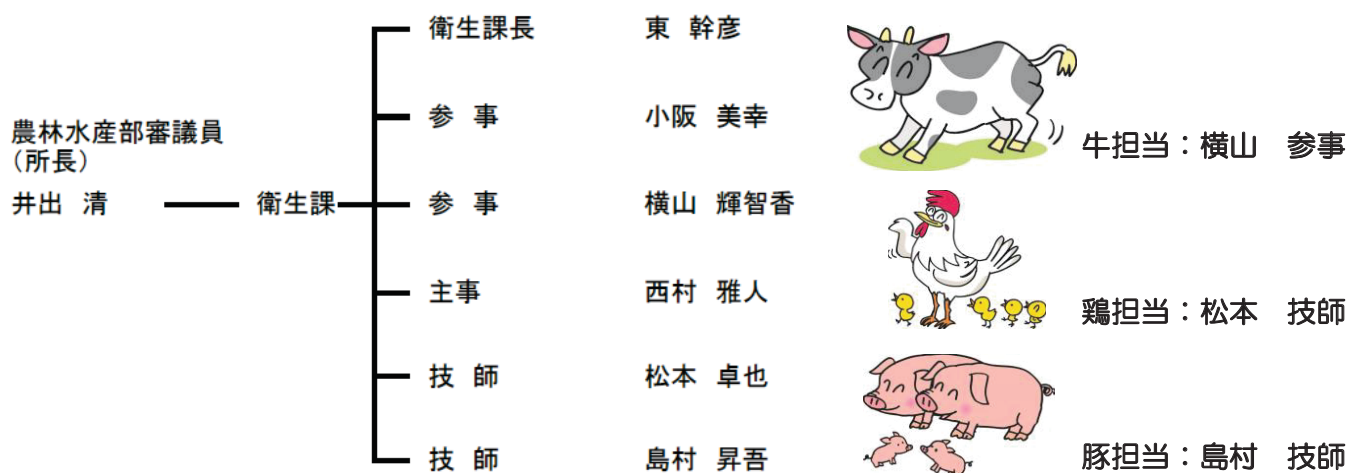 農林水産部審議員
（所長）
井出 清
衛生課
衛生課長 東 幹彦
参 事 小阪 美幸
参 事 横山 輝智香
主事 西村 雅人
技 師 松本 卓也
技 師 島村 昇吾
牛担当：横山 参事
鶏担当：松本 技師
豚担当：島村 技師